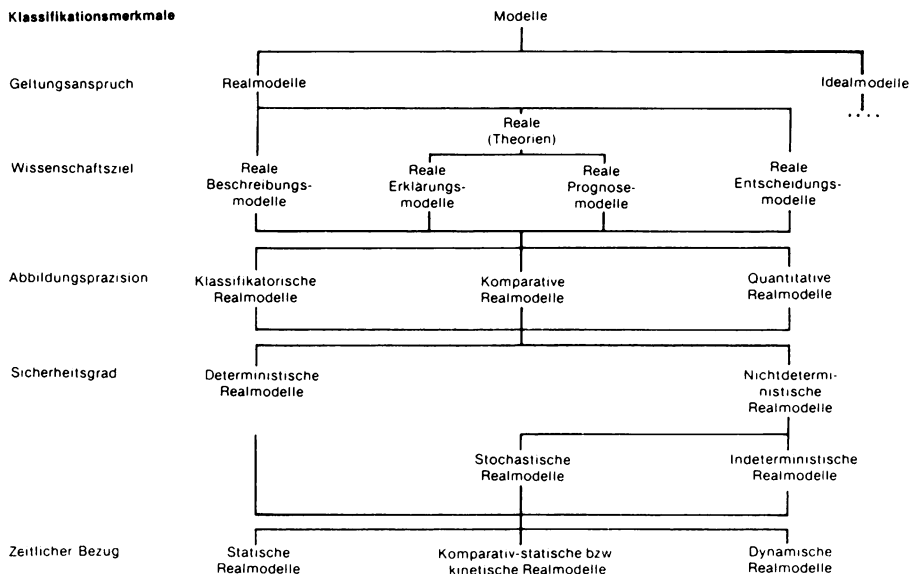 Klassifikationsmerkmale Modelle
Geltungsanspruch Realmodelle Idealmodelle
. . . .
Reale
(Theorien)
Wissenschaftsziel
Reale
Beschreibungs-
modelle
Reale
Erklärungs-
modelle
Reale
Prognose-
modelle
Reale
Entscheidungs-
modelle
Abbildungspräzision
Klassifikatorische
Realmodelle
Komparative
Realmodelle
Quantitative
Realmodelle
Sicherheitsgrad
Deterministische
Realmodelle
Nichtdetermi-
nistische
Realmodelle
Stochastische
Realmodelle
Indeterministische
Realmodelle
Zeitlicher Bezug
Statische
Realmodelle
Komparativ-statische bzw
kinetische Realmodelle
Dynamische
Realmodelle